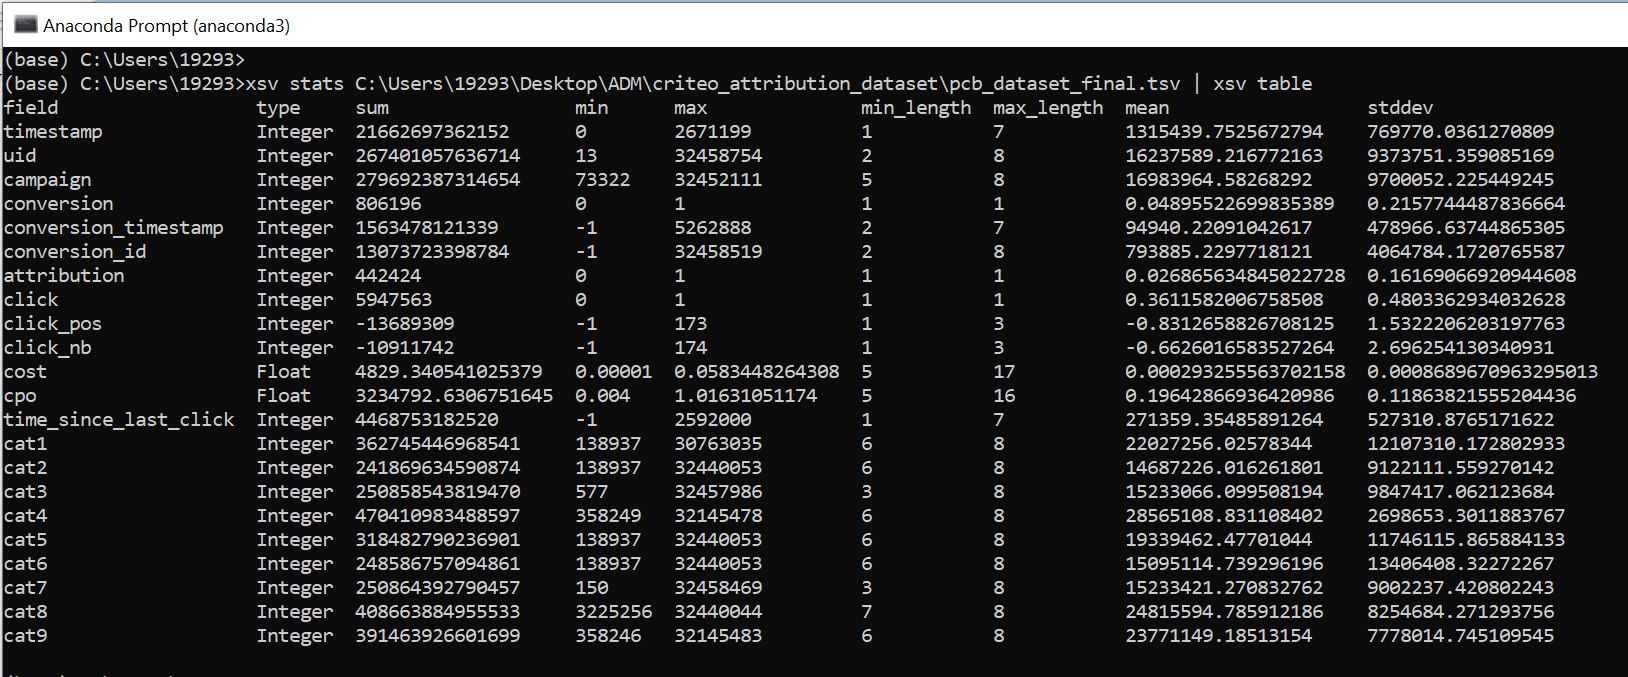 Anaconda Prompt (anaconda3)
(base) C:\Users\19293>
(base) C:\Users\19293>xsv stats C:\Users\19293\Desktop\ADM\criteo_attribution_dataset\pcb_dataset_final.tsv | xsv table
field type sum min max min_length max_length mean stddev
timestamp Integer 21662697362152 0 2671199 1 7 1315439.7525672794 769770.0361270809
uid Integer 267401057636714 13 32458754 2 8 16237589.216772163 9373751.359085169
campaign Integer 279692387314654 73322 32452111 5 8 16983964.58268292 9700052.225449245
conversion Integer 806196 0 1 1 1 0.04895522699835389 0.2157744487836664
conversion_timestamp Integer 1563478121339 -1 5262888 2 7 94940.22091042617 478966.63744865305
conversion_id Integer 13073723398784 -1 32458519 2 8 793885.2297718121 4064784.1720765587
attribution Integer 442424 0 1 1 1 0.026865634845022728 0.16169066920944608
click Integer 5947563 0 1 1 1 0.3611582006758508 0.4803362934032628
click_pos Integer -13689309 -1 173 1 3 -0.8312658826708125 1.5322206203197763
click_nb Integer -10911742 -1 174 1 3 -0.6626016583527264 2.696254130340931
cost Float 4829.340541025379 0.00001 0.0583448264308 5 17 0.000293255563702158 0.0008689670963295013
cpo Float 3234792.6306751645 0.004 1.01631051174 5 16 0.19642866936420986 0.11863821555204436
time_since_last_click Integer 4468753182520 -1 2592000 1 7 271359.35485891264 527310.8765171622
cat1 Integer 362745446968541 138937 30763035 6 8 22027256.02578344 12107310.172802933
cat2 Integer 241869634590874 138937 32440053 6 8 14687226.016261801 9122111.559270142
cat3 Integer 250858543819470 577 32457986 3 8 15233066.099508194 9847417.062123684
cat4 Integer 470410983488597 358249 32145478 6 8 28565108.831108402 2698653.3011883767
cat5 Integer 318482790236901 138937 32440053 6 8 19339462.47701044 11746115.865884133
cat6 Integer 248586757094861 138937 32440053 6 8 15095114.739296196 13406408.32272267
cat7 Integer 250864392790457 150 32458469 3 8 15233421.270832762 9002237.420802243
cat8 Integer 408663884955533 3225256 32440044 7 8 24815594.785912186 8254684.271293756
cat9 Integer 391463926601699 358246 32145483 6 8 23771149.18513154 7778014.745109545